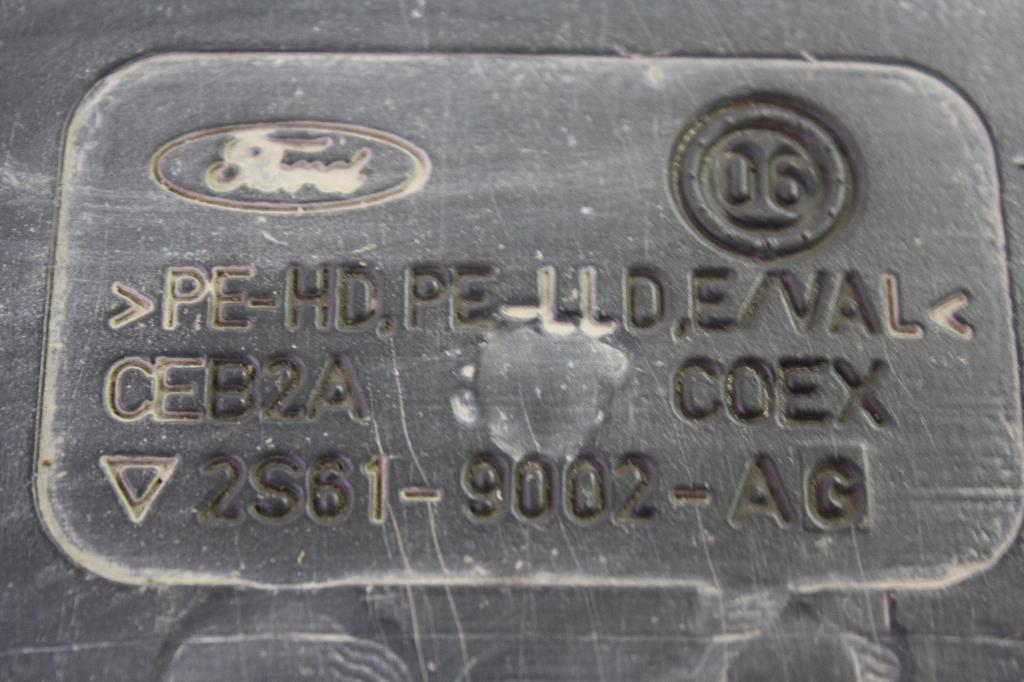 Ford 06
>PE-HD,PE-LLD,E/VAL<
CEB2A COEX
2S61-9002-AG